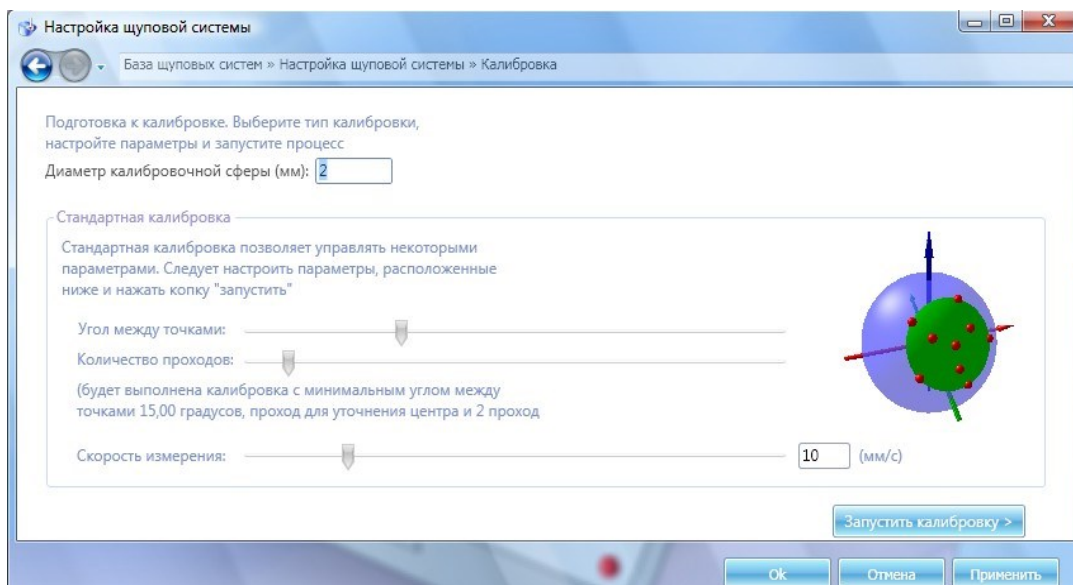 Настройка щуповой системы
База щуповых систем » Настройка щуповой системы » Калибровка
Подготовка к калибровке. Выберите тип калибровки,
настройте параметры и запустите процесс
Диаметр калибровочной сферы (мм): 2
Стандартная калибровка
Стандартная калибровка позволяет управлять некоторыми
параметрами. Следует настроить параметры, расположенные
ниже и нажать копку "запустить"
Угол между точками:
Количество проходов:
(будет выполнена калибровка с минимальным углом между
точками 15,00 градусов, проход для уточнения центра и 2 проход
Скорость измерения: 10 (мм/с)
Запустить калибровку >
Ok Отмена Применить